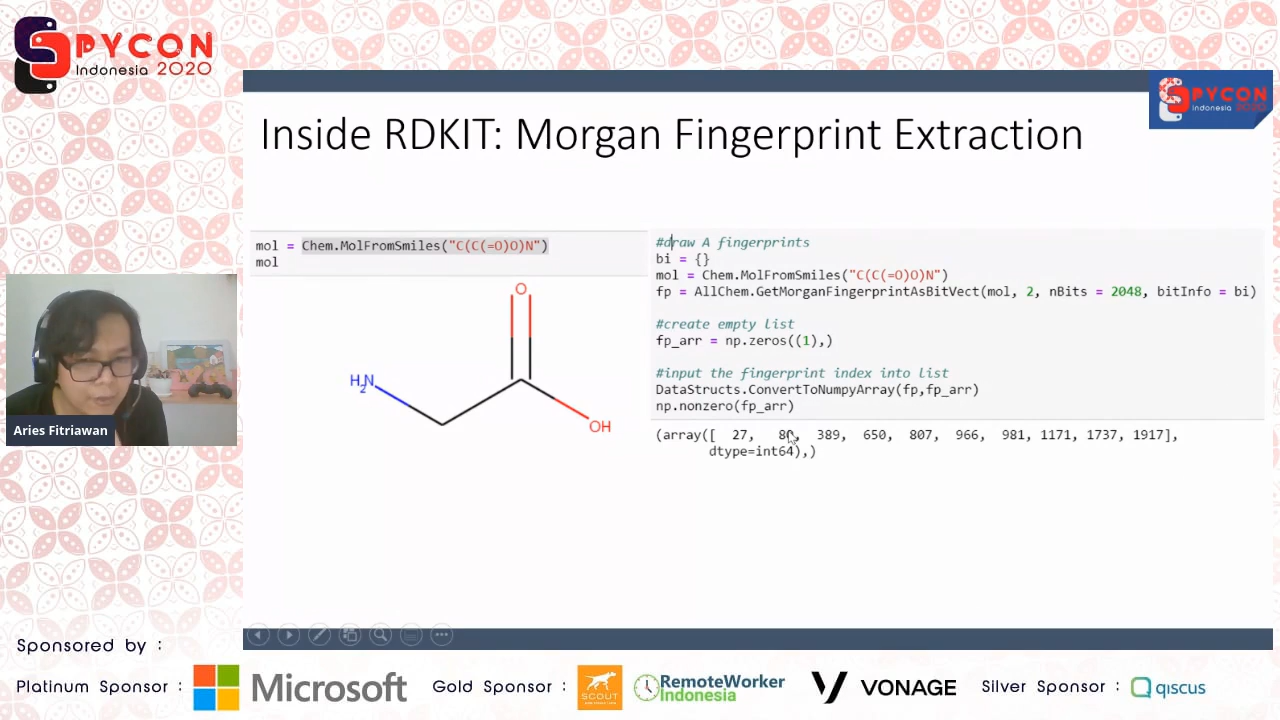 PYCON
Indonesia 2020
PYCON
Indonesia 2020
Inside RDKIT: Morgan Fingerprint Extraction
mol = Chem.MolFromSmiles("C(C(=O)O)N")
mol
O
H2N
OH
#draw A fingerprints
bi = {}
mol = Chem.MolFromSmiles("C(C(=O)O)N")
fp = AllChem.GetMorganFingerprintAsBitVect(mol, 2, nBits = 2048, bitInfo = bi)
#create empty list
fp_arr = np.zeros((1),)
#input the fingerprint index into list
DataStructs.ConvertToNumpyArray(fp,fp_arr)
np.nonzero(fp_arr)
(array([ 27, 80, 389, 650, 807, 966, 981, 1171, 1737, 1917],
dtype=int64),)
Aries Fitriawan
Sponsored by :
Platinum Sponsor : Microsoft Gold Sponsor : SCOUT RemoteWorker Indonesia VONAGE Silver Sponsor : qiscus